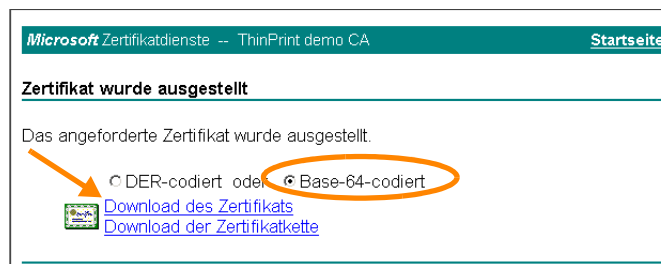 Microsoft Zertifikatdienste -- ThinPrint demo CA Startseite
Zertifikat wurde ausgestellt
Das angeforderte Zertifikat wurde ausgestellt.
DER-codiert oder Base-64-codiert
Download des Zertifikats
Download der Zertifikatkette